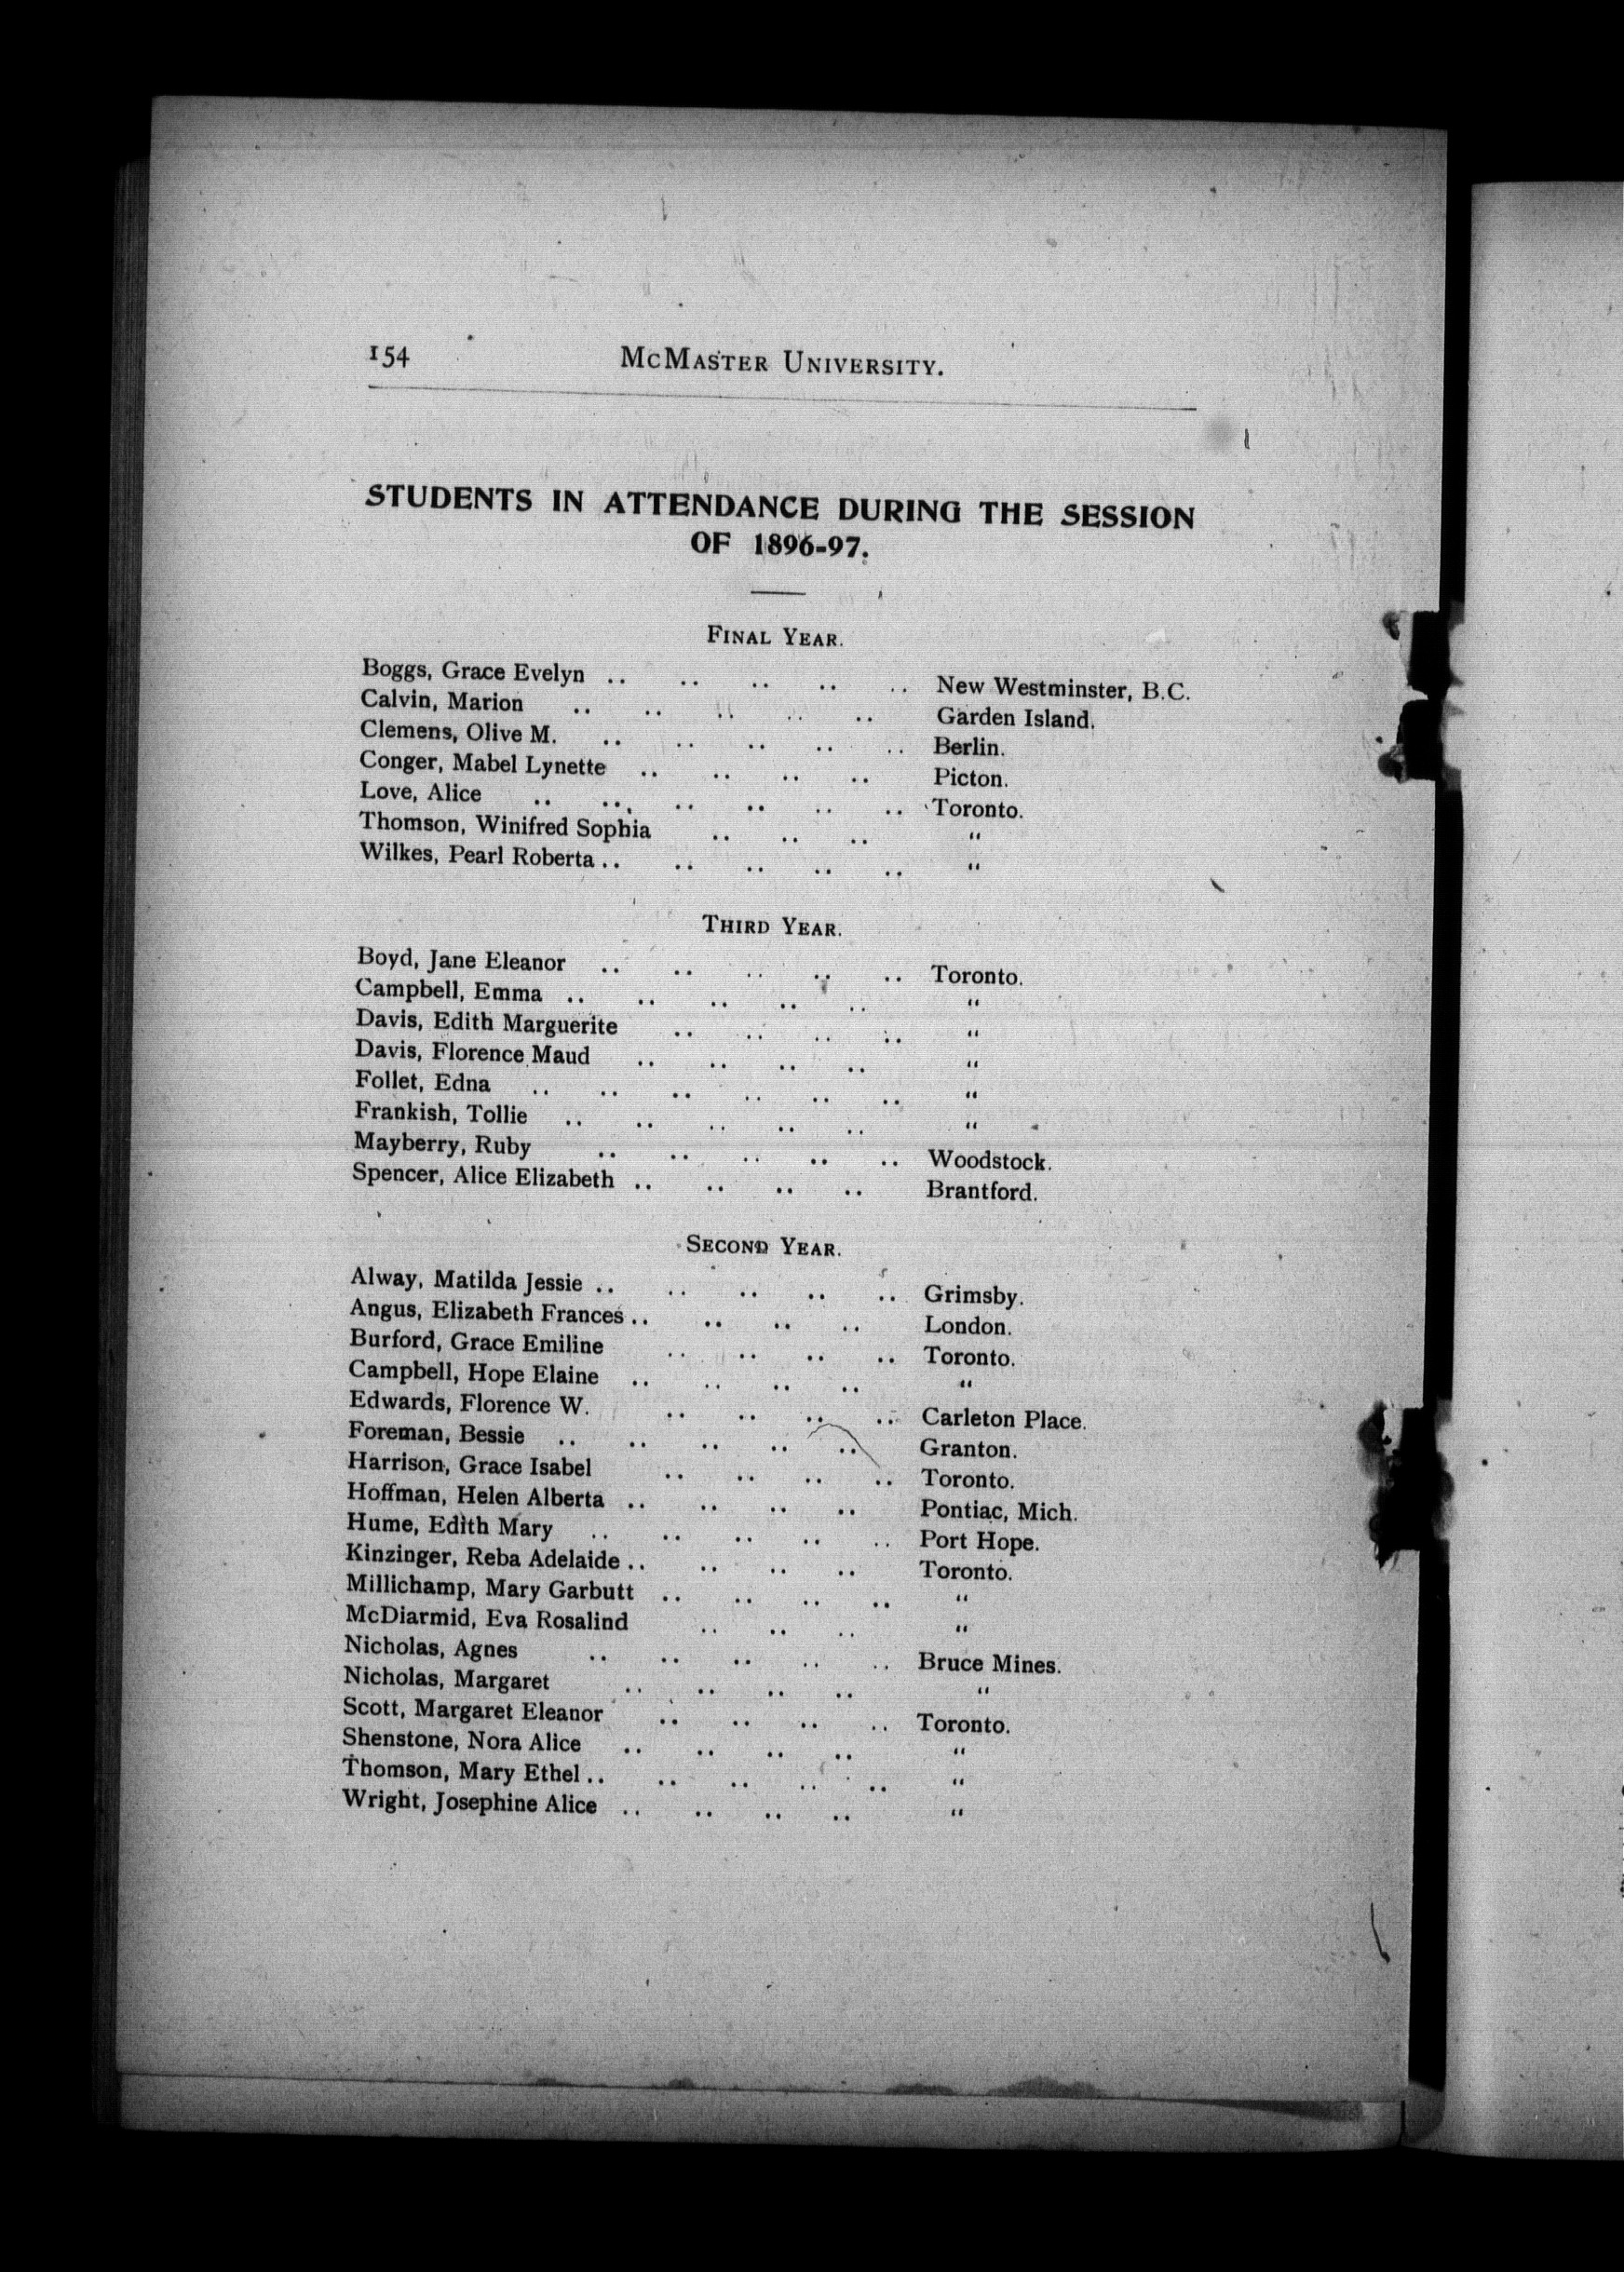 154 McMaster University.
STUDENTS IN ATTENDANCE DURING THE SESSION
OF 1896-97.
Final Year.
Boggs, Grace Evelyn .. .. .. .. .. New Westminster, B.C.
Calvin, Marion .. .. .. .. .. Garden Island.
Clemens, Olive M. .. .. .. .. .. Berlin.
Conger, Mabel Lynette .. .. .. .. Picton.
Love, Alice .. .. .. .. .. .. Toronto.
Thomson, Winifred Sophia .. .. .. "
Wilkes, Pearl Roberta .. .. .. .. .. "
Third Year.
Boyd, Jane Eleanor .. .. .. .. .. Toronto.
Campbell, Emma .. .. .. .. .. "
Davis, Edith Marguerite .. .. .. .. "
Davis, Florence Maud .. .. .. .. "
Follet, Edna .. .. .. .. .. .. "
Frankish, Tollie .. .. .. .. .. "
Mayberry, Ruby .. .. .. .. .. Woodstock.
Spencer, Alice Elizabeth .. .. .. .. Brantford.
Second Year.
Alway, Matilda Jessie .. .. .. .. .. Grimsby.
Angus, Elizabeth Frances .. .. .. .. London.
Burford, Grace Emiline .. .. .. .. Toronto.
Campbell, Hope Elaine .. .. .. .. "
Edwards, Florence W. .. .. .. .. Carleton Place.
Foreman, Bessie .. .. .. .. .. Granton.
Harrison, Grace Isabel .. .. .. .. Toronto.
Hoffman, Helen Alberta .. .. .. .. Pontiac, Mich.
Hume, Edith Mary .. .. .. .. .. Port Hope.
Kinzinger, Reba Adelaide .. .. .. .. Toronto.
Millichamp, Mary Garbutt .. .. .. .. "
McDiarmid, Eva Rosalind .. .. .. "
Nicholas, Agnes .. .. .. .. .. Bruce Mines.
Nicholas, Margaret .. .. .. .. "
Scott, Margaret Eleanor .. .. .. .. Toronto.
Shenstone, Nora Alice .. .. .. .. "
Thomson, Mary Ethel .. .. .. .. .. "
Wright, Josephine Alice .. .. .. .. "